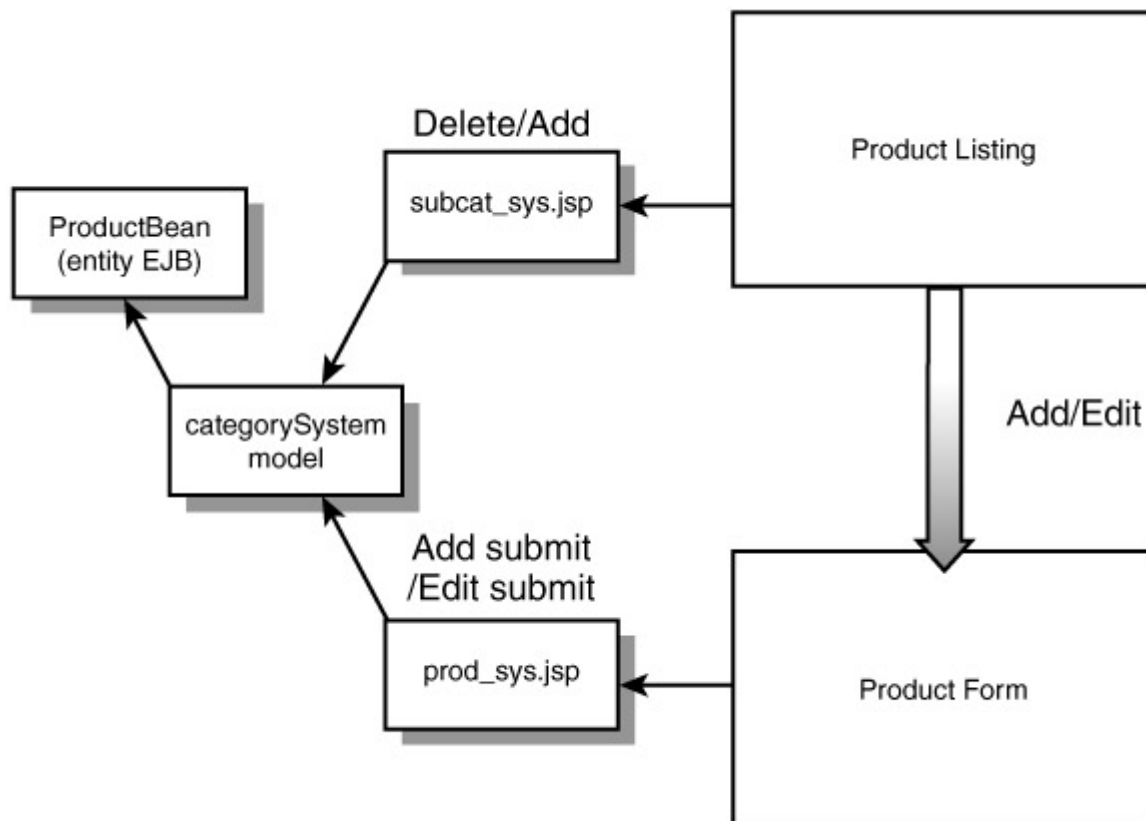 Delete/Add
Product Listing
subcat_sys.jsp
ProductBean
(entity EJB)
categorySystem
model
Add/Edit
Add submit
/Edit submit
prod_sys.jsp
Product Form